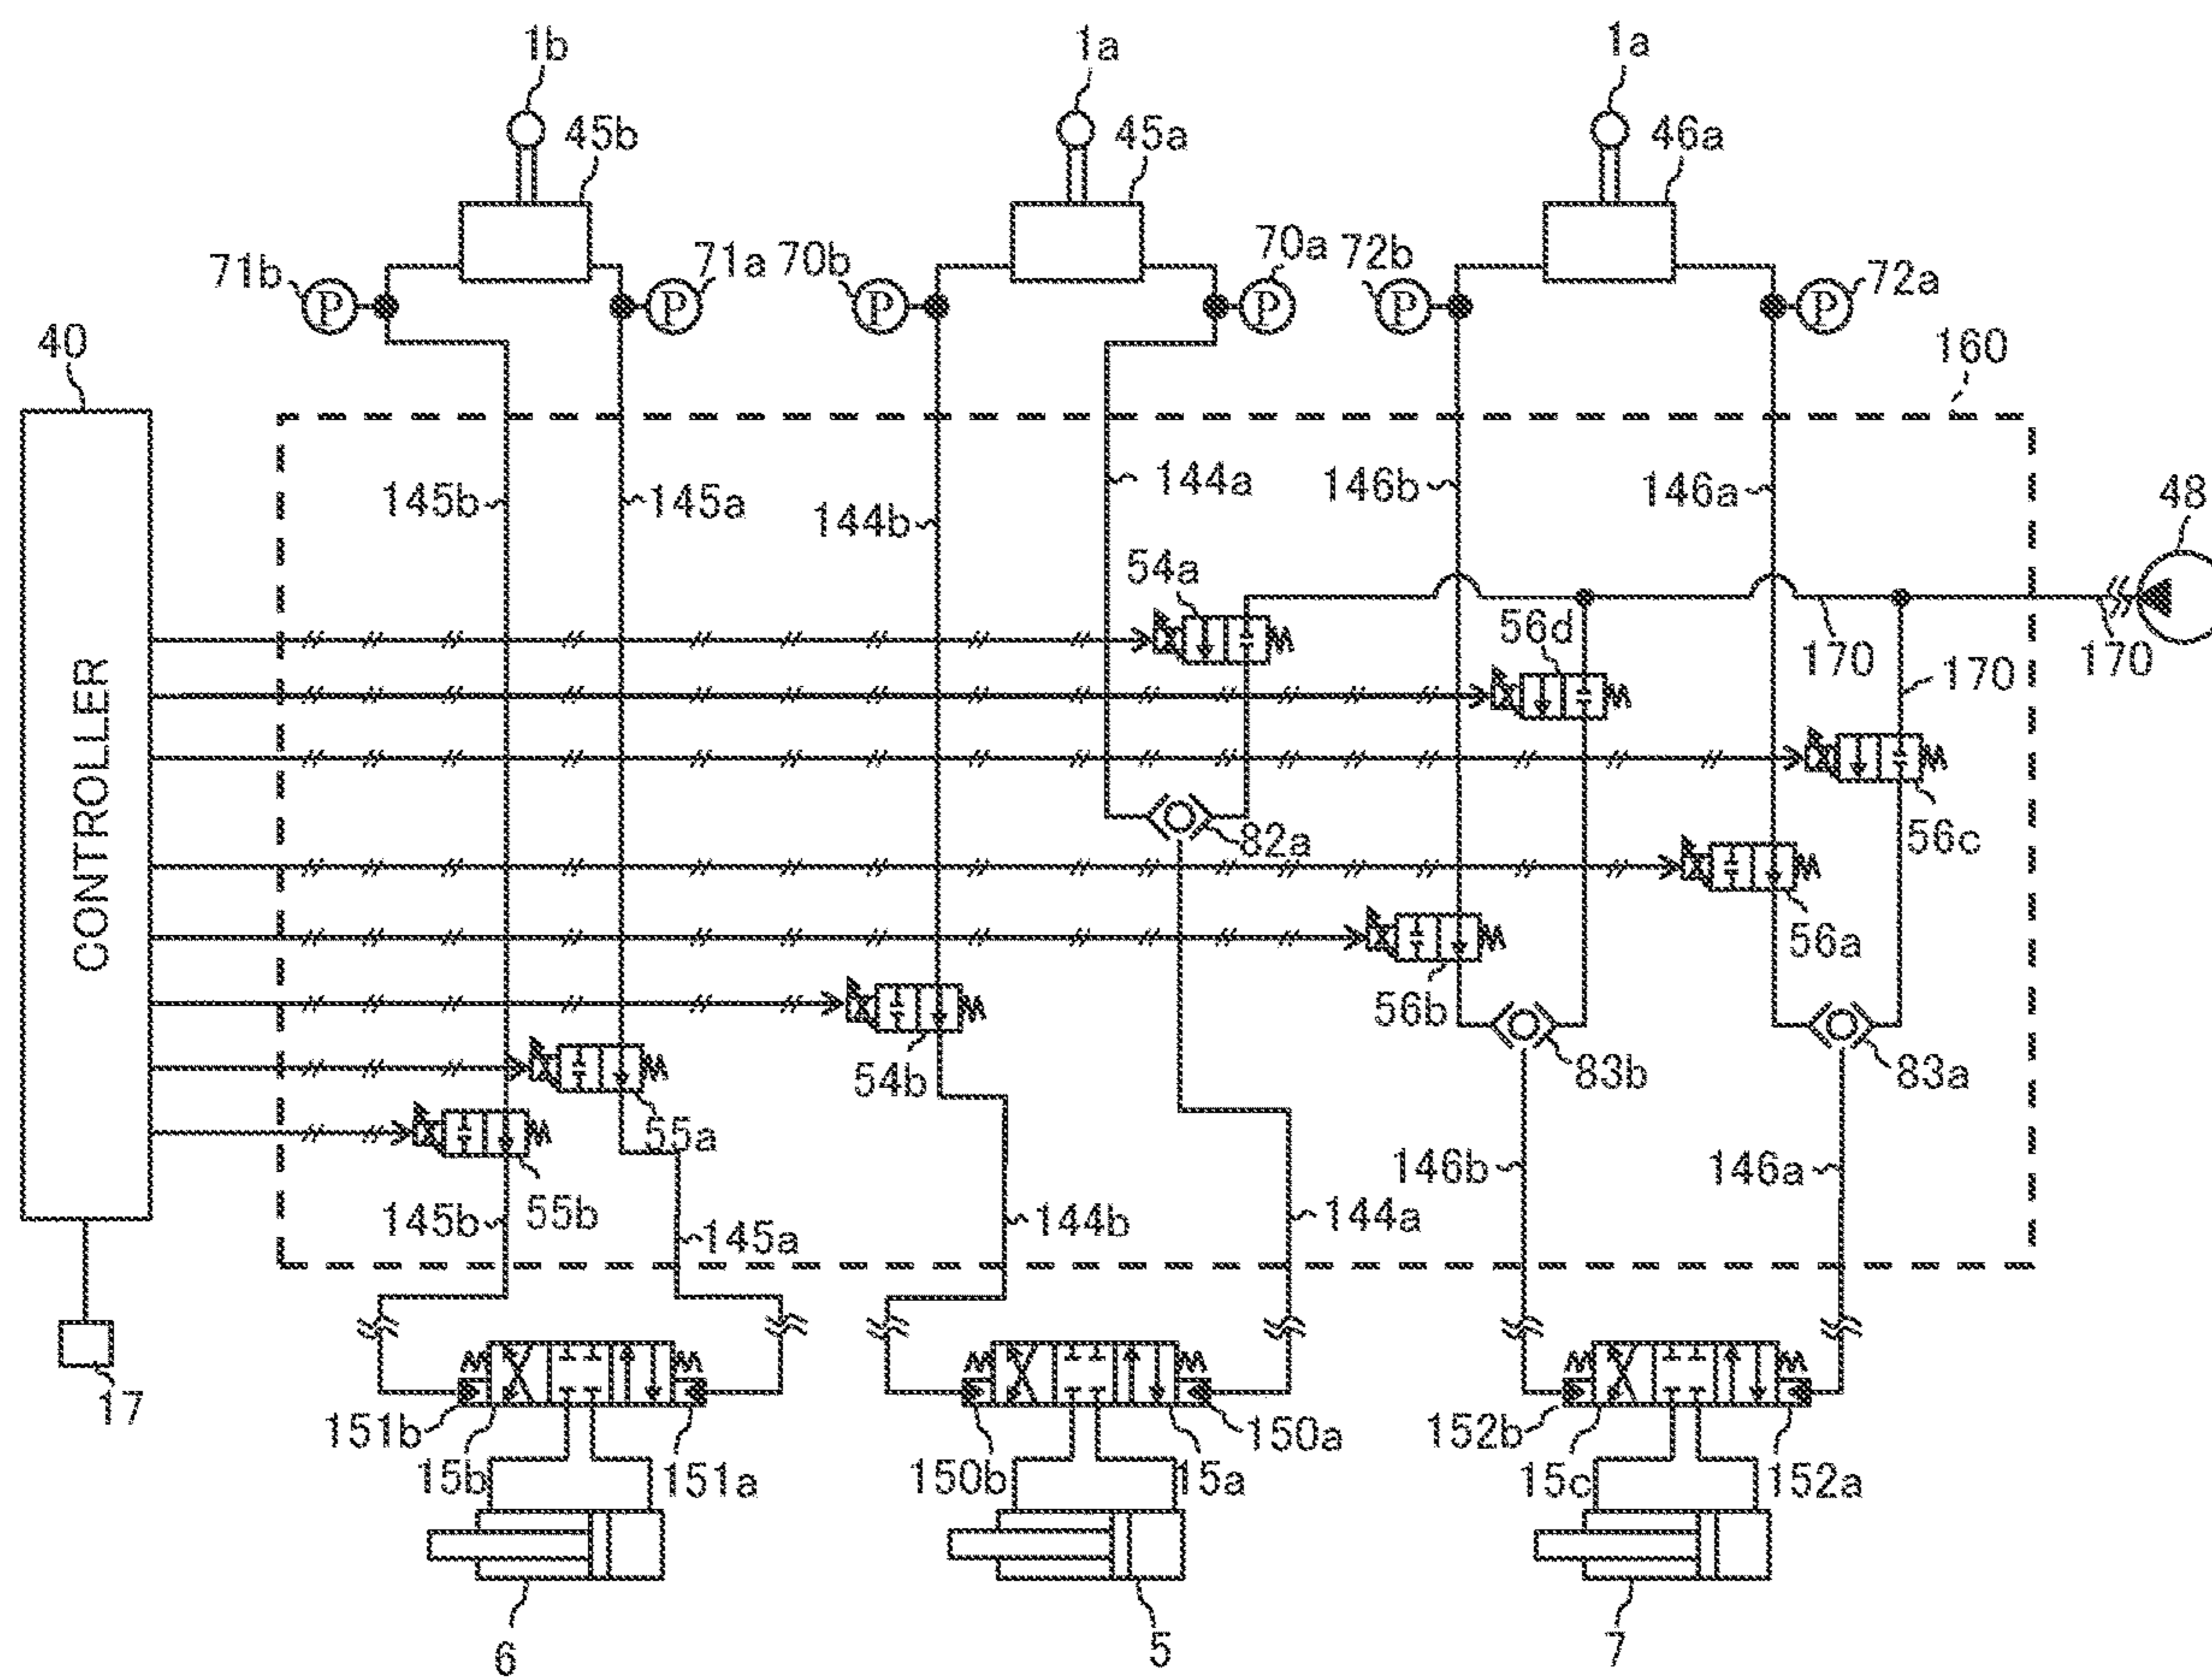 1b
1a
1a
45b
45a
46a
71b
P
P
71a
70b
P
P
70a
72b
P
P
72a
40
160
CONTROLLER
145b
145a
144b
144a
146b
146a
48
54a
56d
170
170
170
82a
56c
56a
56b
54b
83b
83a
55a
55b
145b
145a
144b
144a
146b
146a
17
151b
15b
151a
150b
15a
150a
152b
15c
152a
6
5
7